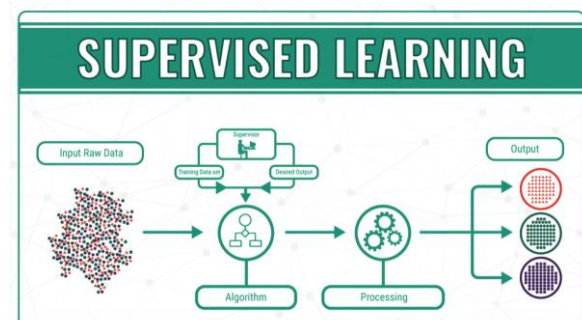 SUPERVISED LEARNING
Input Raw Data
Supervisor
Training Data set
Desired Output
Output
Algorithm
Processing